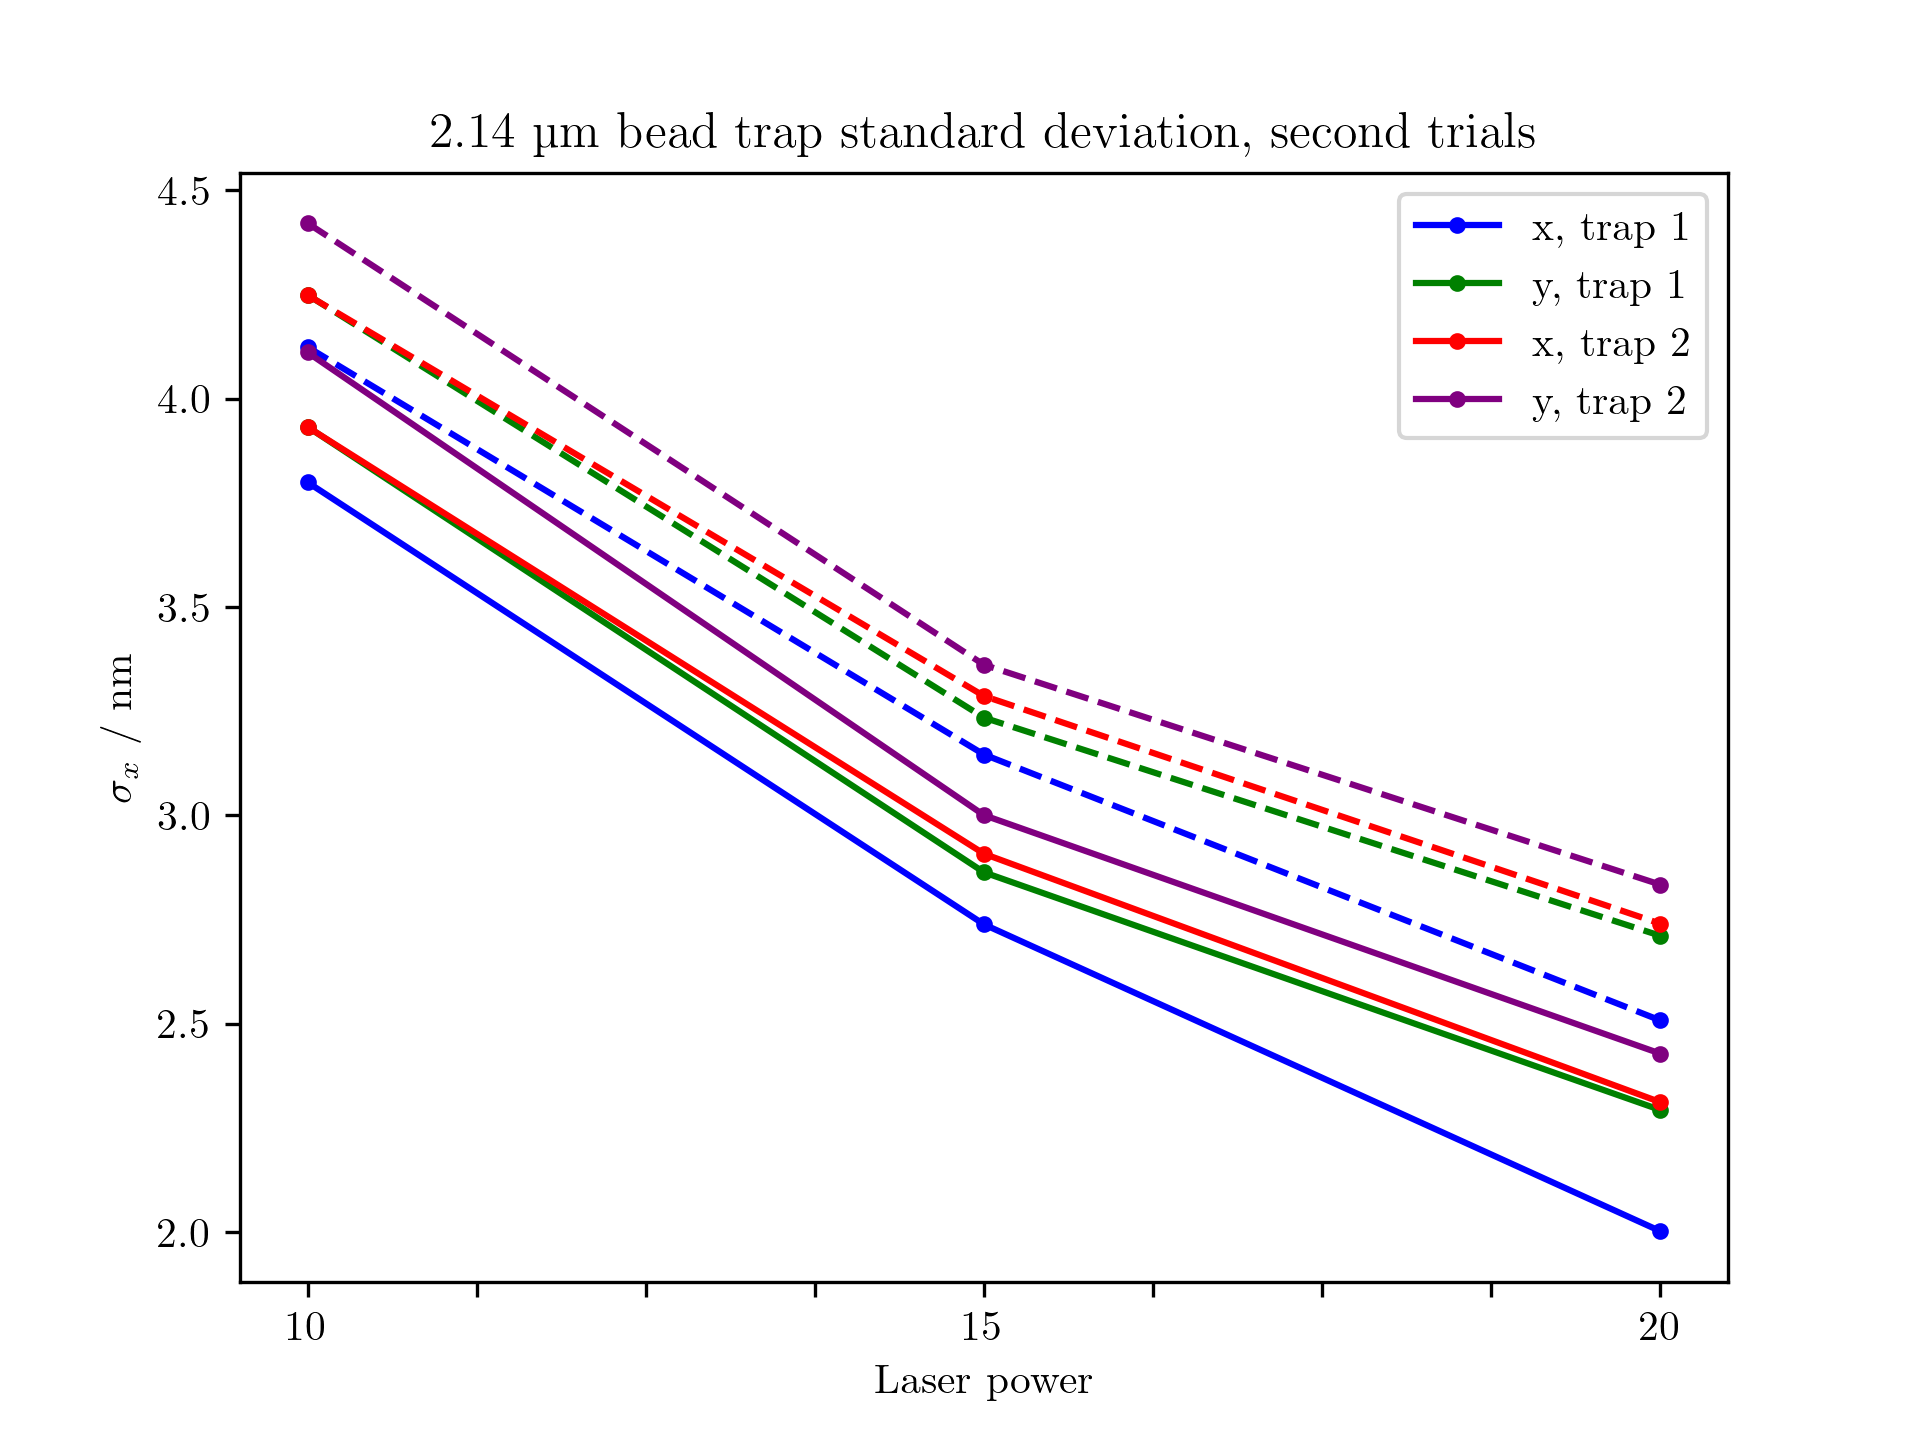 2.14 µm bead trap standard deviation, second trials
4.5
4.0
3.5
3.0
2.5
2.0
σx / nm
x, trap 1
y, trap 1
x, trap 2
y, trap 2
10 15 20
Laser power